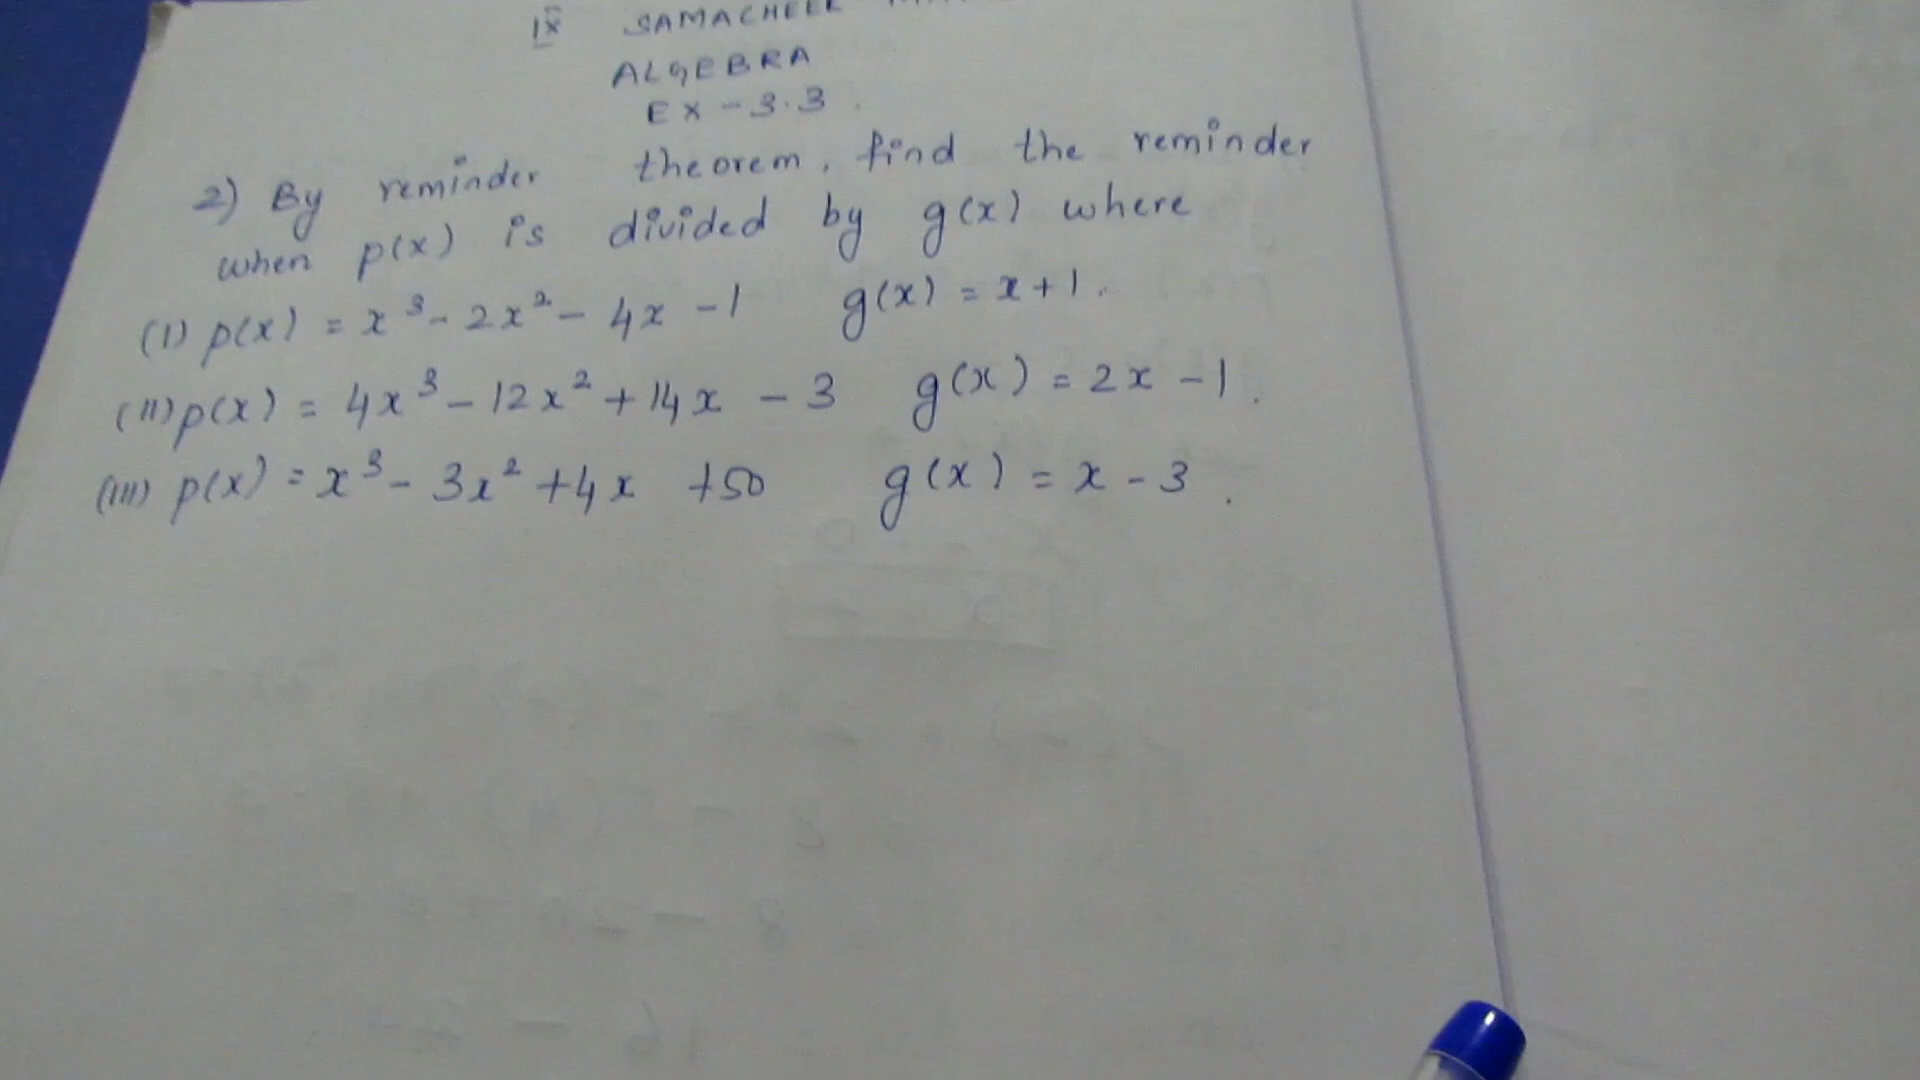 IX SAMACHEER
ALGEBRA
EX - 3.3.
2) By reminder theorem, find the reminder
when p(x) is divided by g(x) where
(I) p(x) = x³ - 2x² - 4x - 1 g(x) = x + 1.
(II) p(x) = 4x³ - 12x² + 14x - 3 g(x) = 2x - 1.
(III) p(x) = x³ - 3x² + 4x + 50 g(x) = x - 3.